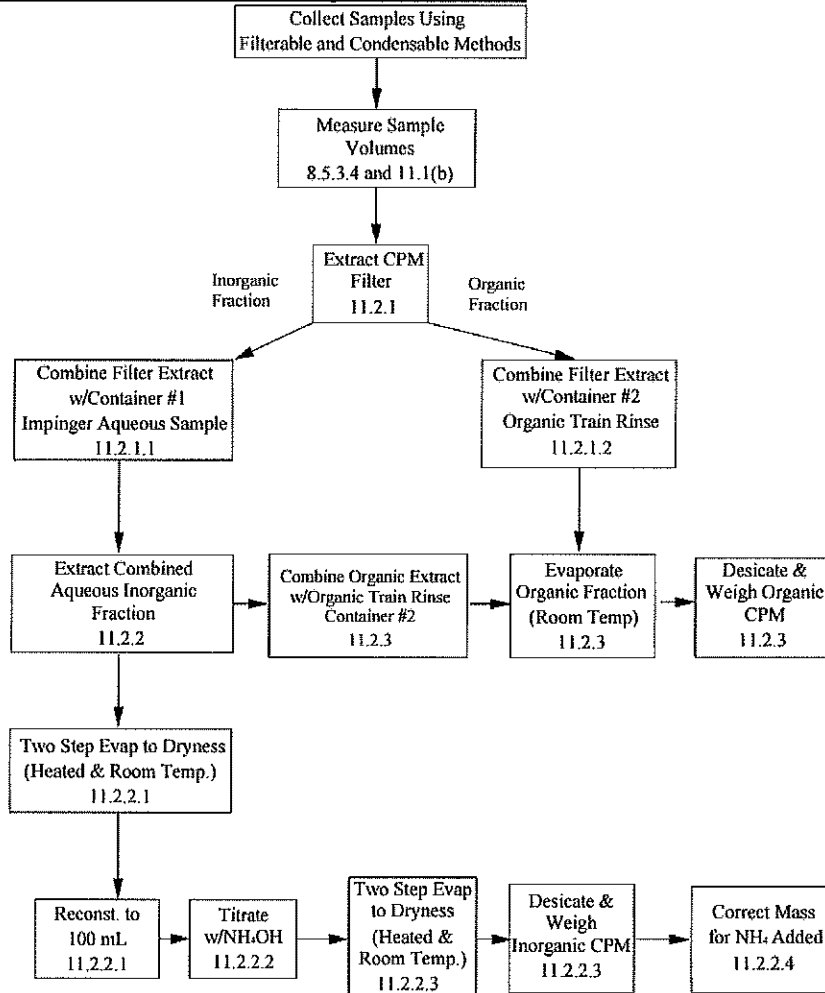 Collect Samples Using
Filterable and Condensable Methods
Measure Sample
Volumes
8.5.3.4 and 11.1(b)
Extract CPM
Filter
11.2.1
Inorganic
Fraction
Organic
Fraction
Combine Filter Extract
w/Container #1
Impinger Aqueous Sample
11.2.1.1
Combine Filter Extract
w/Container #2
Organic Train Rinse
11.2.1.2
Extract Combined
Aqueous Inorganic
Fraction
11.2.2
Combine Organic Extract
w/Organic Train Rinse
Container #2
11.2.3
Evaporate
Organic Fraction
(Room Temp)
11.2.3
Desicate &
Weigh Organic
CPM
11.2.3
Two Step Evap to Dryness
(Heated & Room Temp.)
11.2.2.1
Reconst. to
100 mL
11.2.2.1
Titrate
w/NH₄OH
11.2.2.2
Two Step Evap
to Dryness
(Heated &
Room Temp.)
11.2.2.3
Desicate &
Weigh
Inorganic CPM
11.2.2.3
Correct Mass
for NH₄ Added
11.2.2.4